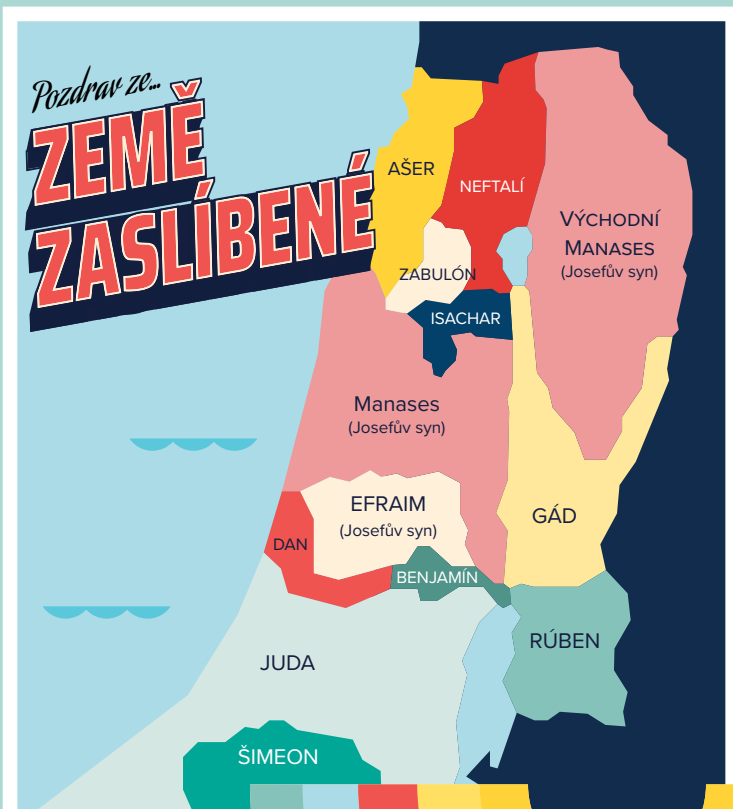 Pozdrav ze...
ZEMĚ
ZASLÍBENÉ
AŠER
NEFTALÍ
VÝCHODNÍ
MANASES
(Josefův syn)
ZABULÓN
ISACHAR
Manases
(Josefův syn)
EFRAIM
(Josefův syn)
GÁD
DAN
BENJAMÍN
RÚBEN
JUDA
ŠIMEON